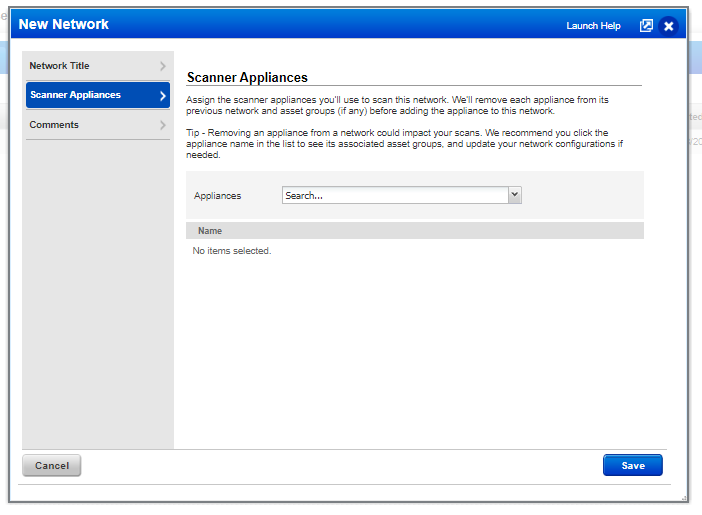 New Network
Launch Help
Network Title
Scanner Appliances
Comments
Scanner Appliances
Assign the scanner appliances you'll use to scan this network. We'll remove each appliance from its
previous network and asset groups (if any) before adding the appliance to this network.
Tip - Removing an appliance from a network could impact your scans. We recommend you click the
appliance name in the list to see its associated asset groups, and update your network configurations if
needed.
Appliances
Search...
Name
No items selected.
Cancel
Save